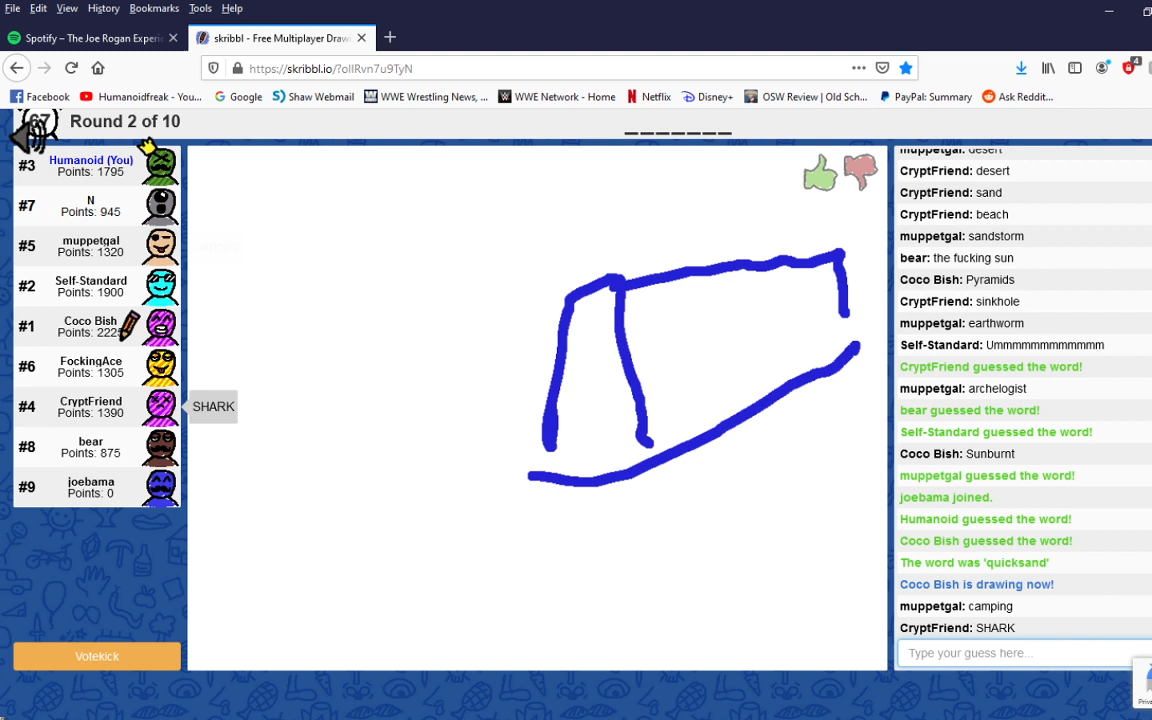 File Edit View History Bookmarks Tools Help
Spotify – The Joe Rogan Experi
skribbl - Free Multiplayer Draw
https://skribbl.io/?olIRvn7u9TyN
4
Facebook
Humanoidfreak - You...
Google
Shaw Webmail
WWE Wrestling News, ...
WWE Network - Home
Netflix
Disney+
OSW Review | Old Sch...
PayPal: Summary
Ask Reddit...
67 Round 2 of 10
_______
#3 Humanoid (You)
Points: 1795
#7 N
Points: 945
#5 muppetgal
Points: 1320
#2 Self-Standard
Points: 1900
#1 Coco Bish
Points: 222
#6 FockingAce
Points: 1305
#4 CryptFriend
Points: 1390
SHARK
#8 bear
Points: 875
#9 joebama
Points: 0
Votekick
muppetgal: desert
CryptFriend: desert
CryptFriend: sand
CryptFriend: beach
muppetgal: sandstorm
bear: the fucking sun
Coco Bish: Pyramids
CryptFriend: sinkhole
muppetgal: earthworm
Self-Standard: Ummmmmmmmmmmm
CryptFriend guessed the word!
muppetgal: archelogist
bear guessed the word!
Self-Standard guessed the word!
Coco Bish: Sunburnt
muppetgal guessed the word!
joebama joined.
Humanoid guessed the word!
Coco Bish guessed the word!
The word was 'quicksand'
Coco Bish is drawing now!
muppetgal: camping
CryptFriend: SHARK
Type your guess here...
Priva